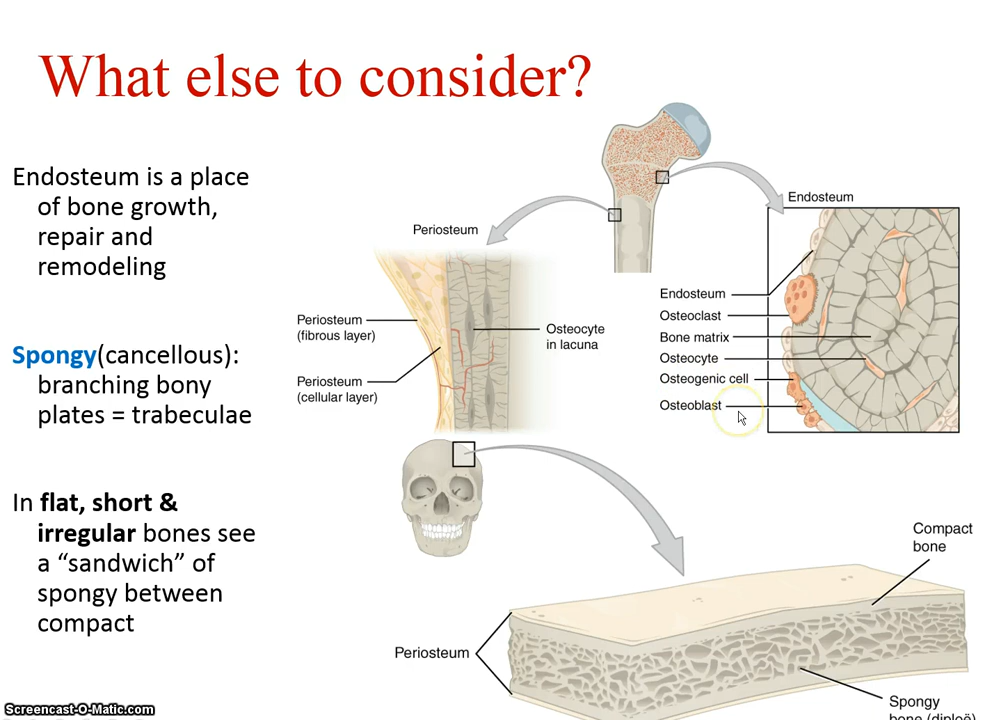 What else to consider?
Endosteum is a place
of bone growth,
repair and
remodeling
Spongy(cancellous):
branching bony
plates = trabeculae
In flat, short &
irregular bones see
a “sandwich” of
spongy between
compact
Periosteum
Periosteum
(fibrous layer)
Periosteum
(cellular layer)
Osteocyte
in lacuna
Endosteum
Endosteum
Osteoclast
Bone matrix
Osteocyte
Osteogenic cell
Osteoblast
Compact
bone
Periosteum
Spongy
bone (diploë)
Screencast-O-Matic.com